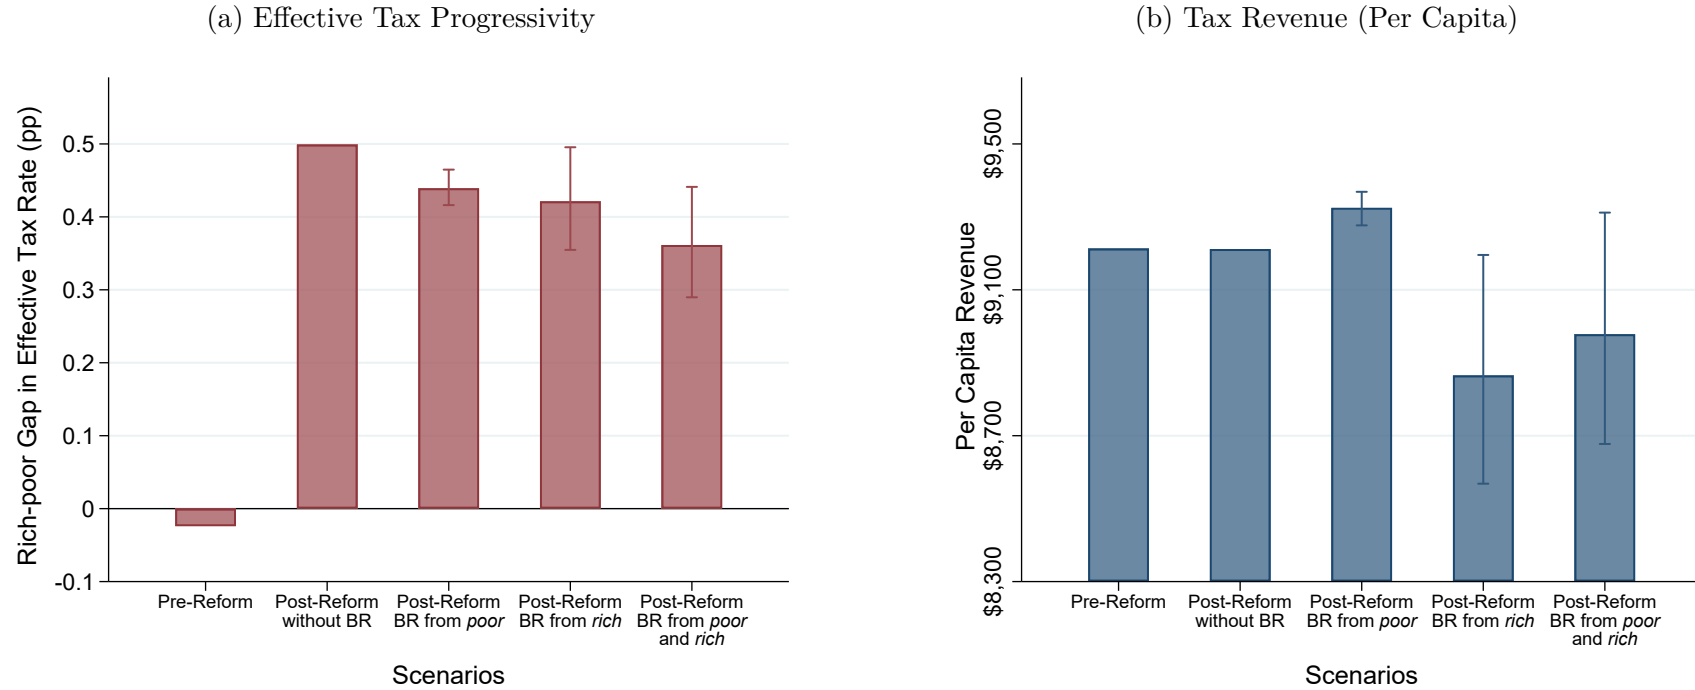 (a) Effective Tax Progressivity
Rich-poor Gap in Effective Tax Rate (pp)
0.5
0.4
0.3
0.2
0.1
0
-0.1
Pre-Reform
Post-Reform
without BR
Post-Reform
BR from poor
Post-Reform
BR from rich
Post-Reform
BR from poor
and rich
Scenarios
(b) Tax Revenue (Per Capita)
Per Capita Revenue
$9,500
$9,100
$8,700
$8,300
Pre-Reform
Post-Reform
without BR
Post-Reform
BR from poor
Post-Reform
BR from rich
Post-Reform
BR from poor
and rich
Scenarios